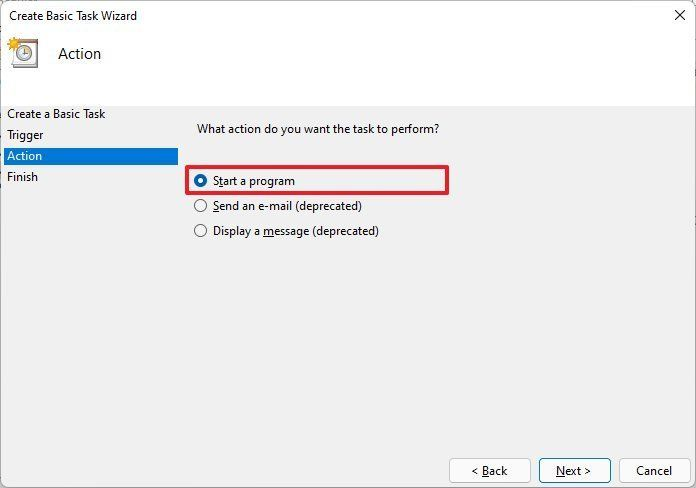 Create Basic Task Wizard
Action
Create a Basic Task
Trigger
Action
Finish
What action do you want the task to perform?
Start a program
Send an e-mail (deprecated)
Display a message (deprecated)
< Back
Next >
Cancel